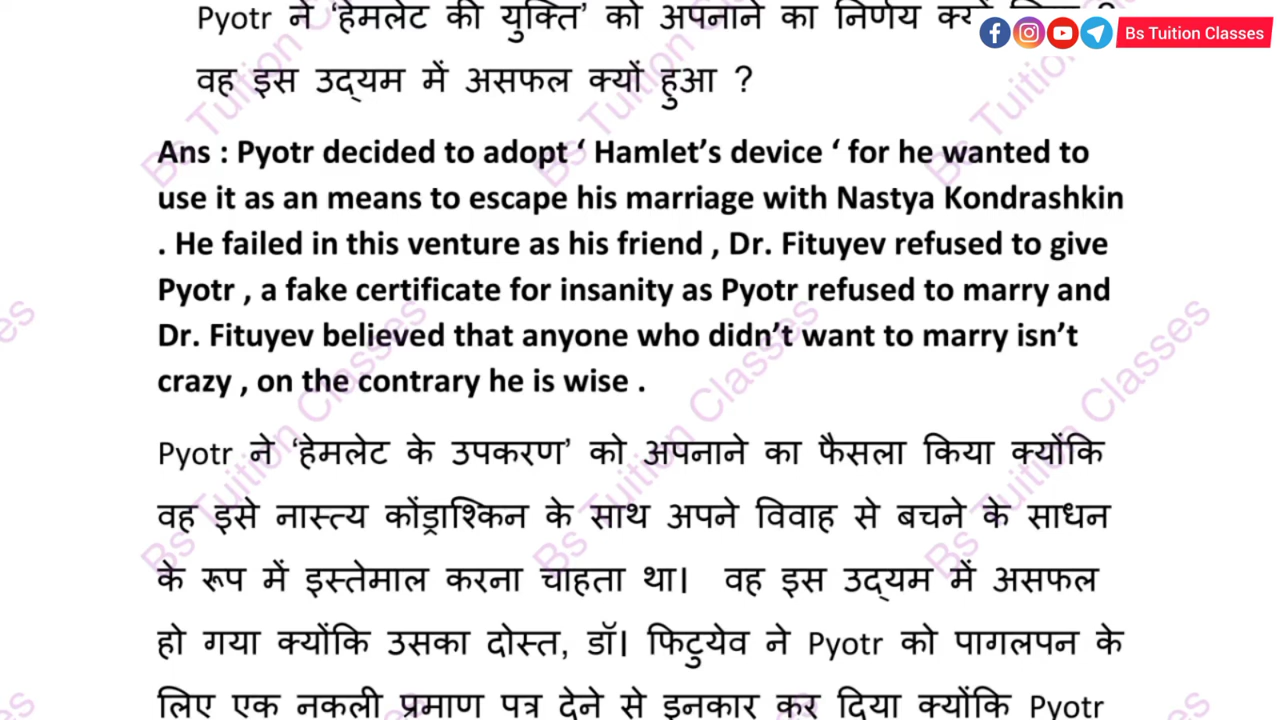 Pyotr ने ‘हेमलेट की युक्ति’ को अपनाने का निर्णय
Bs Tuition Classes
वह इस उद्यम में असफल क्यों हुआ ?
Ans : Pyotr decided to adopt ‘ Hamlet’s device ‘ for he wanted to
use it as an means to escape his marriage with Nastya Kondrashkin
. He failed in this venture as his friend , Dr. Fituyev refused to give
Pyotr , a fake certificate for insanity as Pyotr refused to marry and
Dr. Fituyev believed that anyone who didn’t want to marry isn’t
crazy , on the contrary he is wise .
Pyotr ने ‘हेमलेट के उपकरण’ को अपनाने का फैसला किया क्योंकि
वह इसे नास्त्य कोंड्राश्किन के साथ अपने विवाह से बचने के साधन
के रूप में इस्तेमाल करना चाहता था। वह इस उद्यम में असफल
हो गया क्योंकि उसका दोस्त, डॉ। फिटुयेव ने Pyotr को पागलपन के
लिए एक नकली प्रमाण पत्र देने से इनकार कर दिया क्योंकि Pyotr